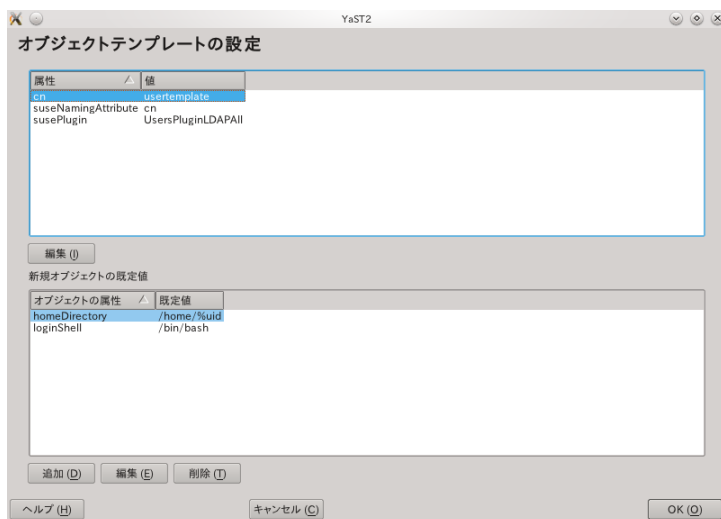 YaST2
オブジェクトテンプレートの設定
属性 値
cn usertemplate
suseNamingAttribute cn
susePlugin UsersPluginLDAPAll
編集 (I)
新規オブジェクトの既定値
オブジェクトの属性 既定値
homeDirectory /home/%uid
loginShell /bin/bash
追加 (D) 編集 (E) 削除 (T)
ヘルプ (H) キャンセル (C) OK (O)